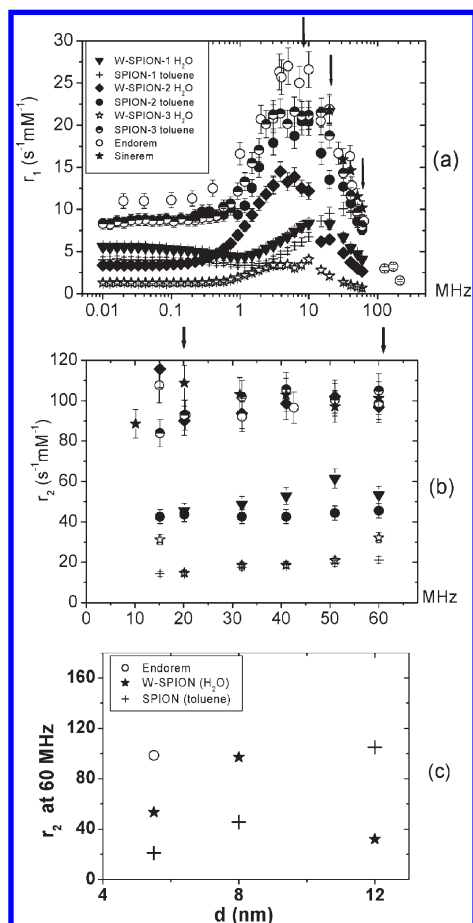 30
25
20
15
10
5
0
r₁ (s⁻¹mM⁻¹)
W-SPION-1 H₂O
SPION-1 toluene
W-SPION-2 H₂O
SPION-2 toluene
W-SPION-3 H₂O
SPION-3 toluene
Endorem
Sinerem
(a)
0.01 0.1 1 10 100 MHz
120
100
80
60
40
20
0
r₂ (s⁻¹mM⁻¹)
(b)
0 10 20 30 40 50 60 MHz
160
120
80
40
0
r₂ at 60 MHz
Endorem
W-SPION (H₂O)
SPION (toluene)
(c)
4 6 8 10 12
d (nm)